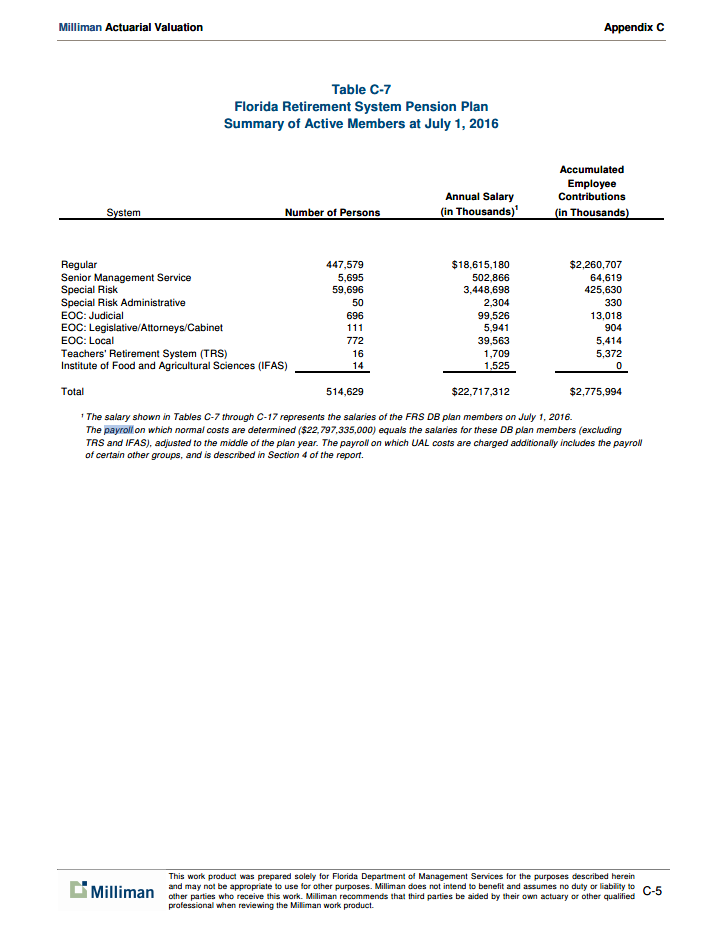 Milliman Actuarial Valuation Appendix C
Table C-7
Florida Retirement System Pension Plan
Summary of Active Members at July 1, 2016
Accumulated
Employee
Annual Salary Contributions
System Number of Persons (in Thousands)¹ (in Thousands)
Regular 447,579 $18,615,180 $2,260,707
Senior Management Service 5,695 502,866 64,619
Special Risk 59,696 3,448,698 425,630
Special Risk Administrative 50 2,304 330
EOC: Judicial 696 99,526 13,018
EOC: Legislative/Attorneys/Cabinet 111 5,941 904
EOC: Local 772 39,563 5,414
Teachers' Retirement System (TRS) 16 1,709 5,372
Institute of Food and Agricultural Sciences (IFAS) 14 1,525 0
Total 514,629 $22,717,312 $2,775,994
¹ The salary shown in Tables C-7 through C-17 represents the salaries of the FRS DB plan members on July 1, 2016.
The payroll on which normal costs are determined ($22,797,335,000) equals the salaries for these DB plan members (excluding
TRS and IFAS), adjusted to the middle of the plan year. The payroll on which UAL costs are charged additionally includes the payroll
of certain other groups, and is described in Section 4 of the report.
Milliman
This work product was prepared solely for Florida Department of Management Services for the purposes described herein
and may not be appropriate to use for other purposes. Milliman does not intend to benefit and assumes no duty or liability to
other parties who receive this work. Milliman recommends that third parties be aided by their own actuary or other qualified
professional when reviewing the Milliman work product.
C-5